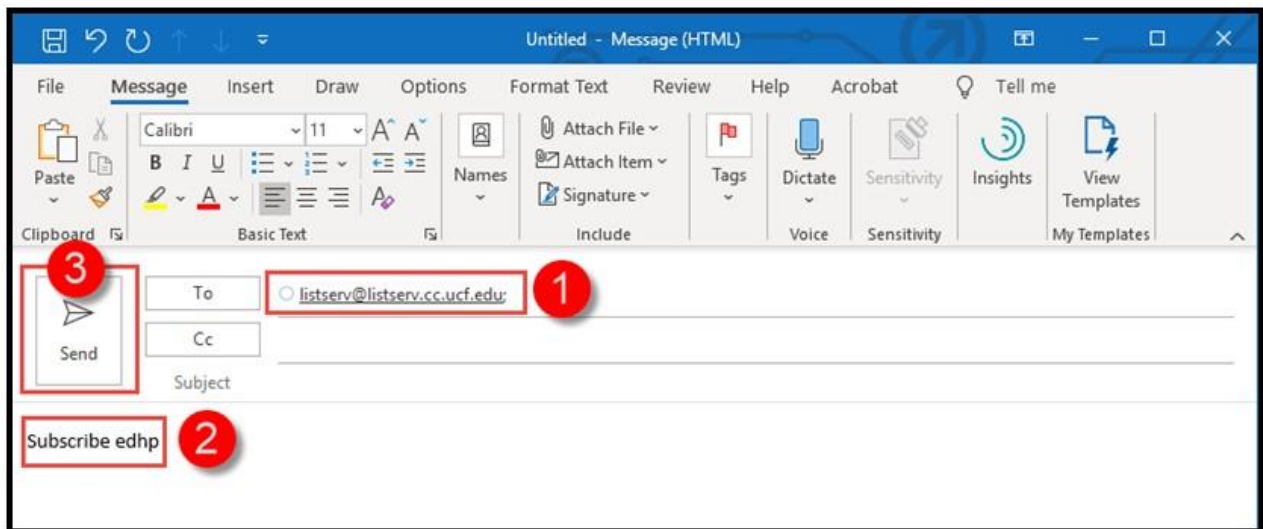 Untitled - Message (HTML)
File Message Insert Draw Options Format Text Review Help Acrobat Tell me
Calibri 11 A A Attach File
B I U Attach Item
Paste A A Names Signature Tags Dictate Sensitivity Insights View Templates
Clipboard Basic Text Include Voice Sensitivity My Templates
3
To listserv@listserv.cc.ucf.edu; 1
Send Cc
Subject
Subscribe edhp 2